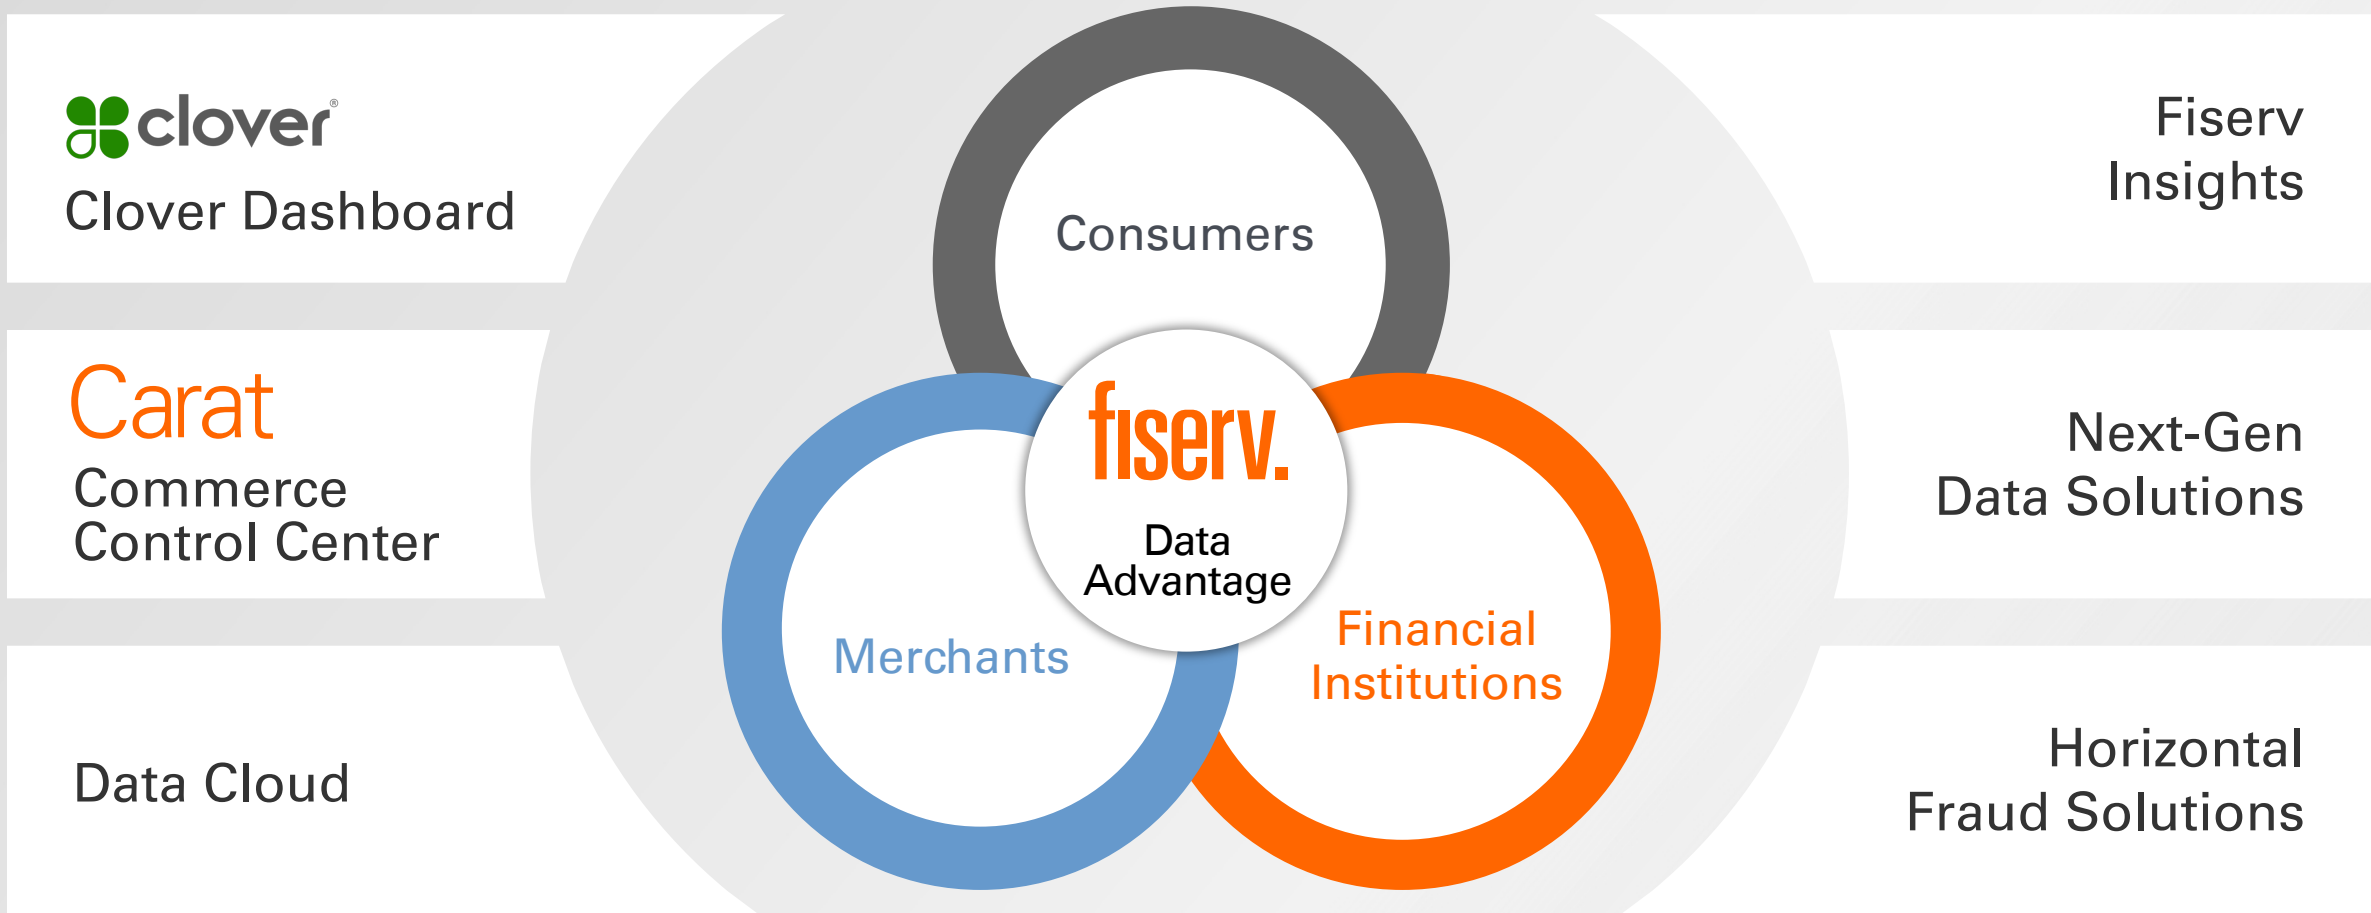 clover®
Clover Dashboard
Carat
Commerce
Control Center
Data Cloud
Consumers
fiserv.
Data
Advantage
Merchants
Financial
Institutions
Fiserv
Insights
Next-Gen
Data Solutions
Horizontal
Fraud Solutions